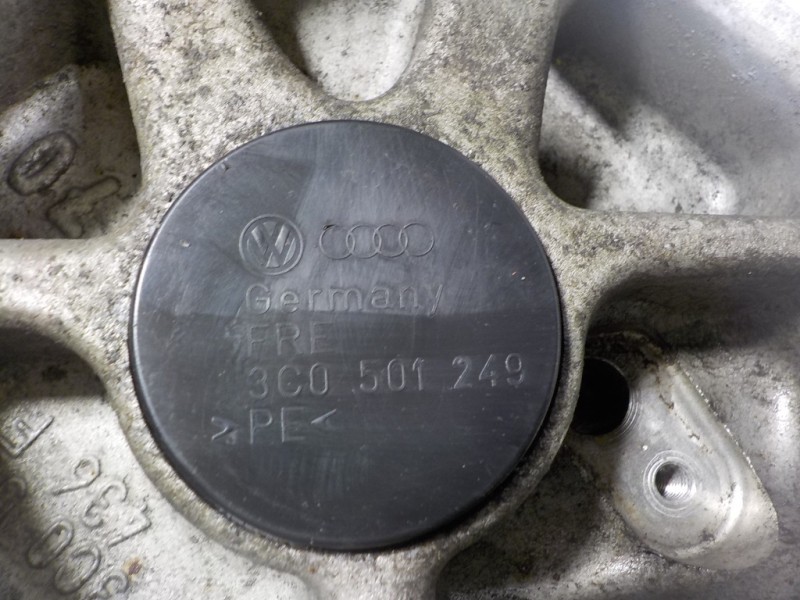 Germany
FRE
3C0 501 249
>PE<